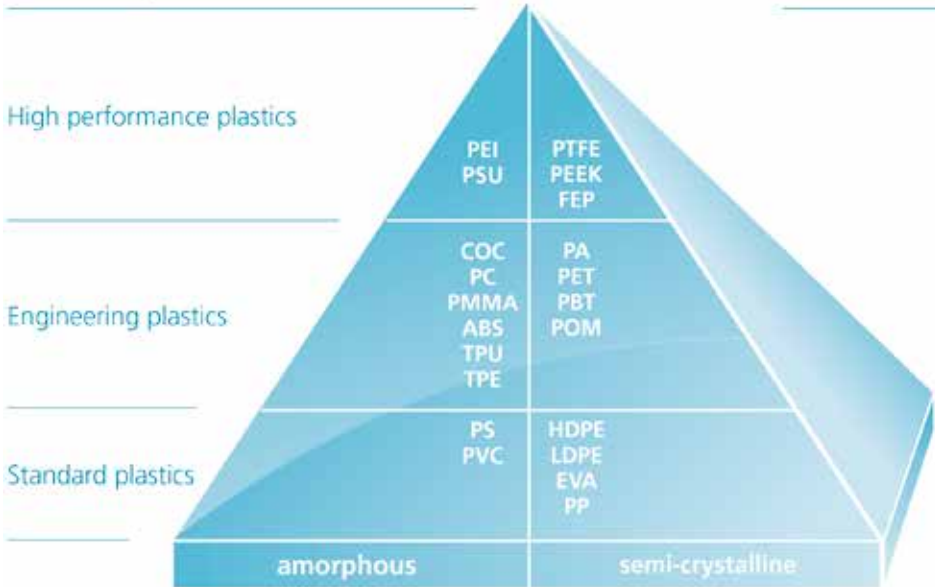 High performance plastics
PEI
PSU
PTFE
PEEK
FEP
Engineering plastics
COC
PC
PMMA
ABS
TPU
TPE
PA
PET
PBT
POM
Standard plastics
PS
PVC
HDPE
LDPE
EVA
PP
amorphous
semi-crystalline